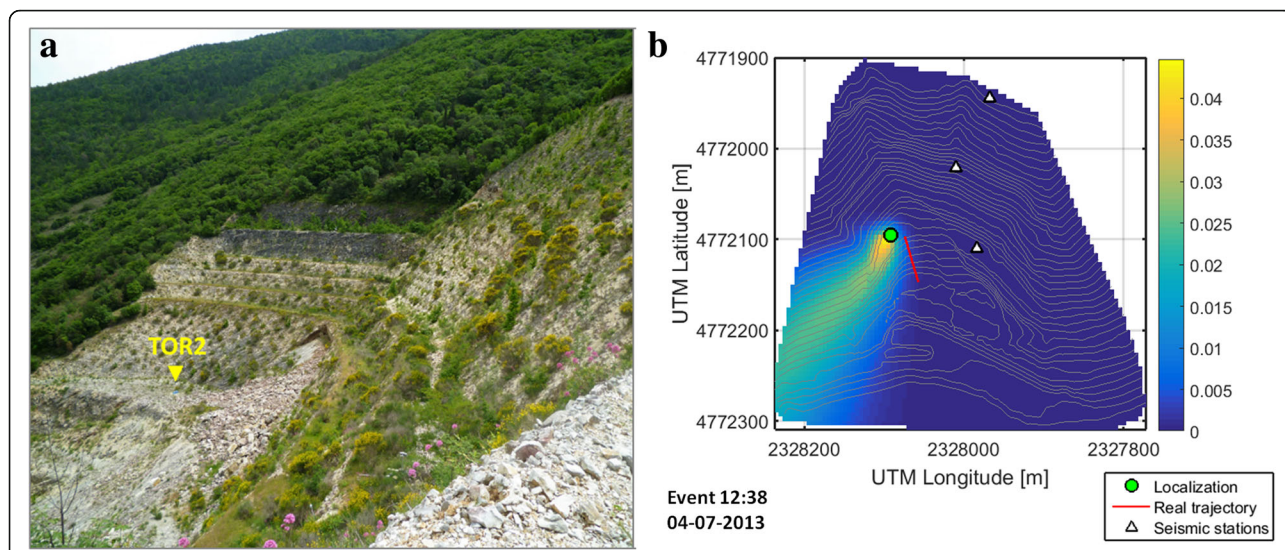 a
TOR2
b
4771900
4772000
4772100
4772200
4772300
UTM Latitude [m]
2328200
2328000
2327800
UTM Longitude [m]
0.04
0.035
0.03
0.025
0.02
0.015
0.01
0.005
0
Event 12:38
04-07-2013
Localization
Real trajectory
Seismic stations